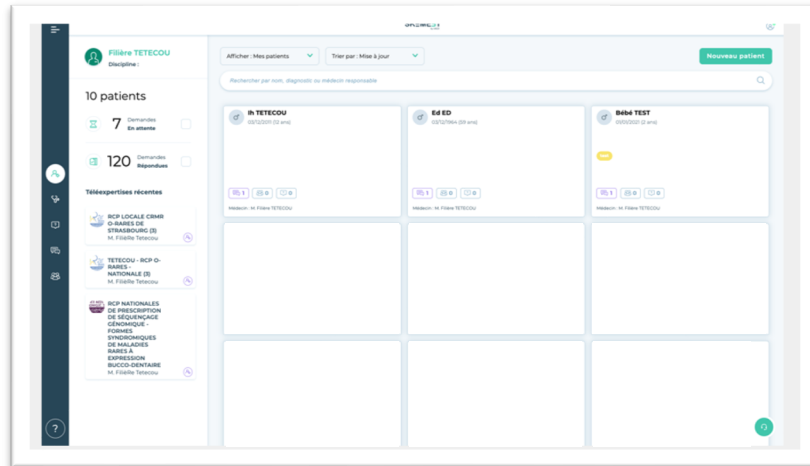 Filière TETECOU
Discipline :
10 patients
7 Demandes
En attente
120 Demandes
Répondues
Téléexpertises récentes
RCP LOCALE CRMR
O-RARES DE
STRASBOURG (3)
M. Filière Tetecou
TETECOU - RCP O-
RARES -
NATIONALE (3)
M. Filière Tetecou
RCP NATIONALES
DE PRESCRIPTION
DE SÉQUENÇAGE
GÉNOMIQUE -
FORMES
SYNDROMIQUES
DE MALADIES
RARES À
EXPRESSION
BUCCO-DENTAIRE
M. Filière Tetecou
?
Afficher : Mes patients
Trier par : Mise à jour
Nouveau patient
Rechercher par nom, diagnostic ou médecin responsable
Ih TETECOU
1 0 0
Médecin : M. Filière TETECOU
Ed ED
1 0 0
Médecin : M. Filière TETECOU
Bébé TEST
1 0 0
Médecin : M. Filière TETECOU